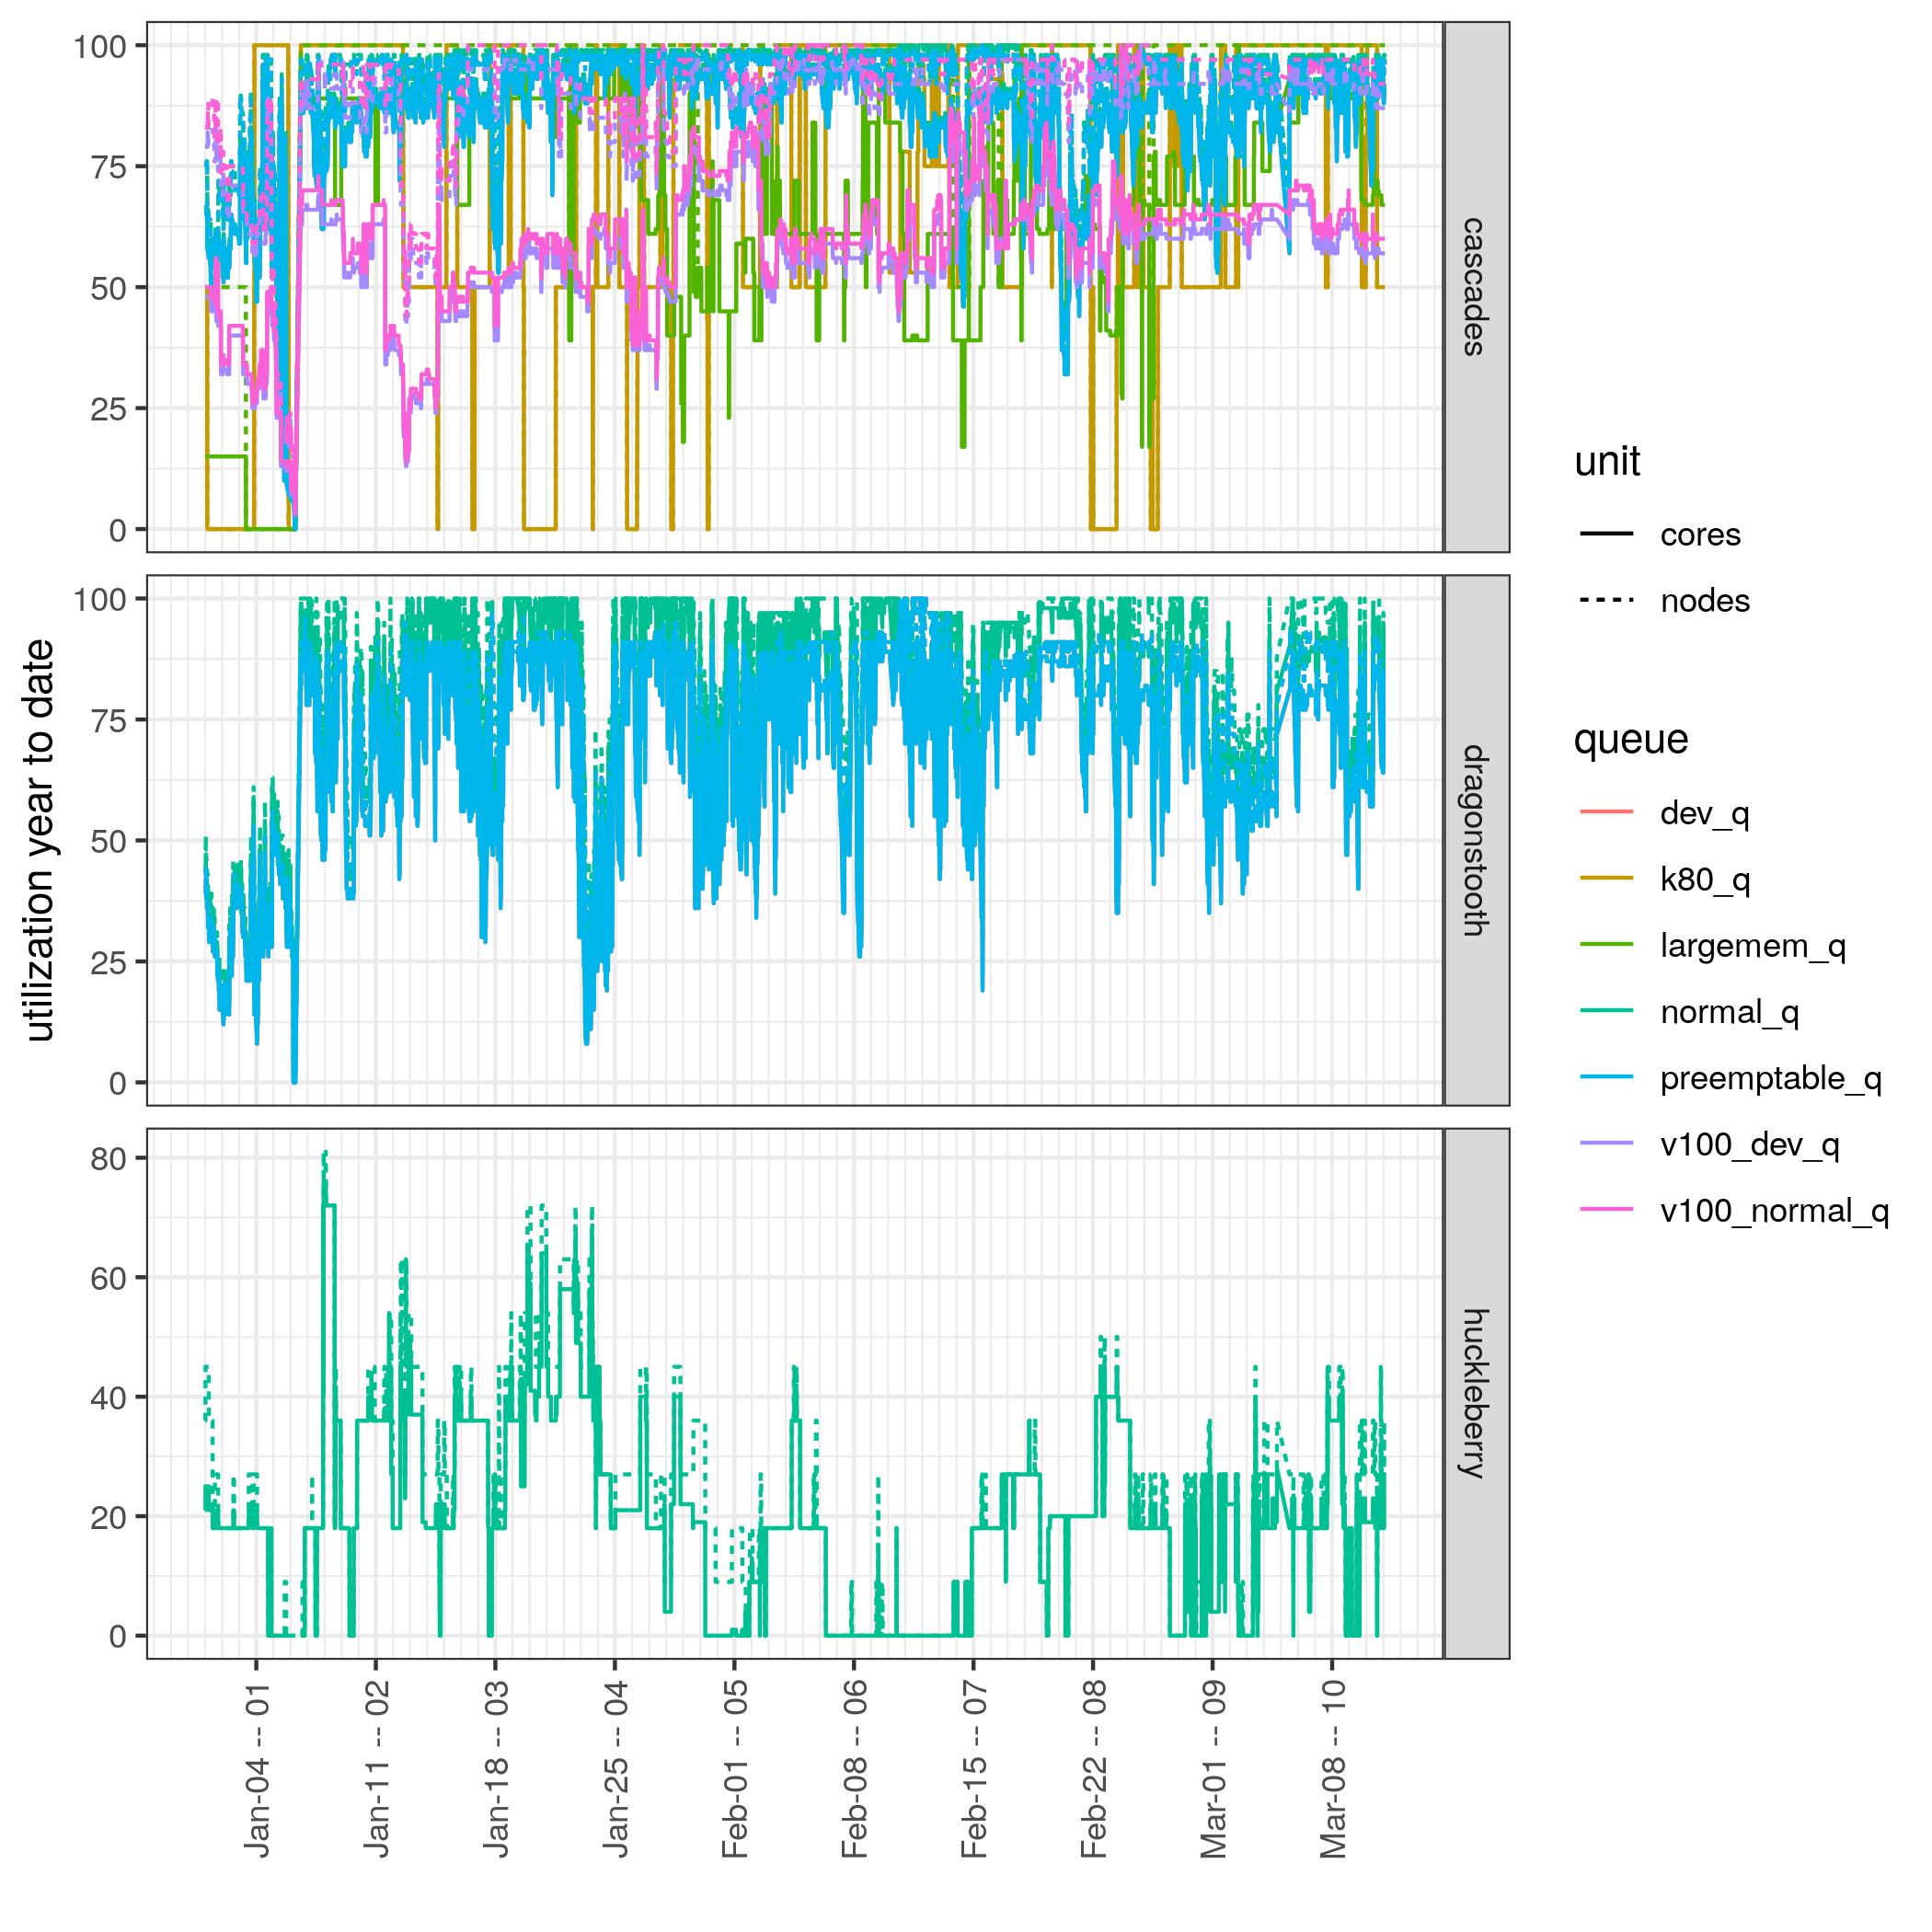 utilization year to date
100
75
50
25
0
cascades
100
75
50
25
0
dragonstooth
80
60
40
20
0
huckleberry
Jan-04 -- 01
Jan-11 -- 02
Jan-18 -- 03
Jan-25 -- 04
Feb-01 -- 05
Feb-08 -- 06
Feb-15 -- 07
Feb-22 -- 08
Mar-01 -- 09
Mar-08 -- 10
unit
cores
nodes
queue
dev_q
k80_q
largemem_q
normal_q
preemptable_q
v100_dev_q
v100_normal_q